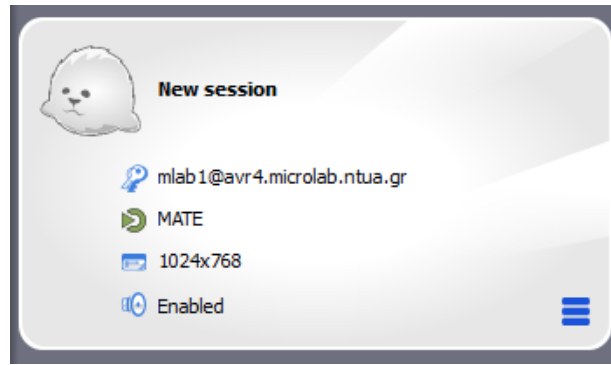 New session
mlab1@avr4.microlab.ntua.gr
MATE
1024x768
Enabled